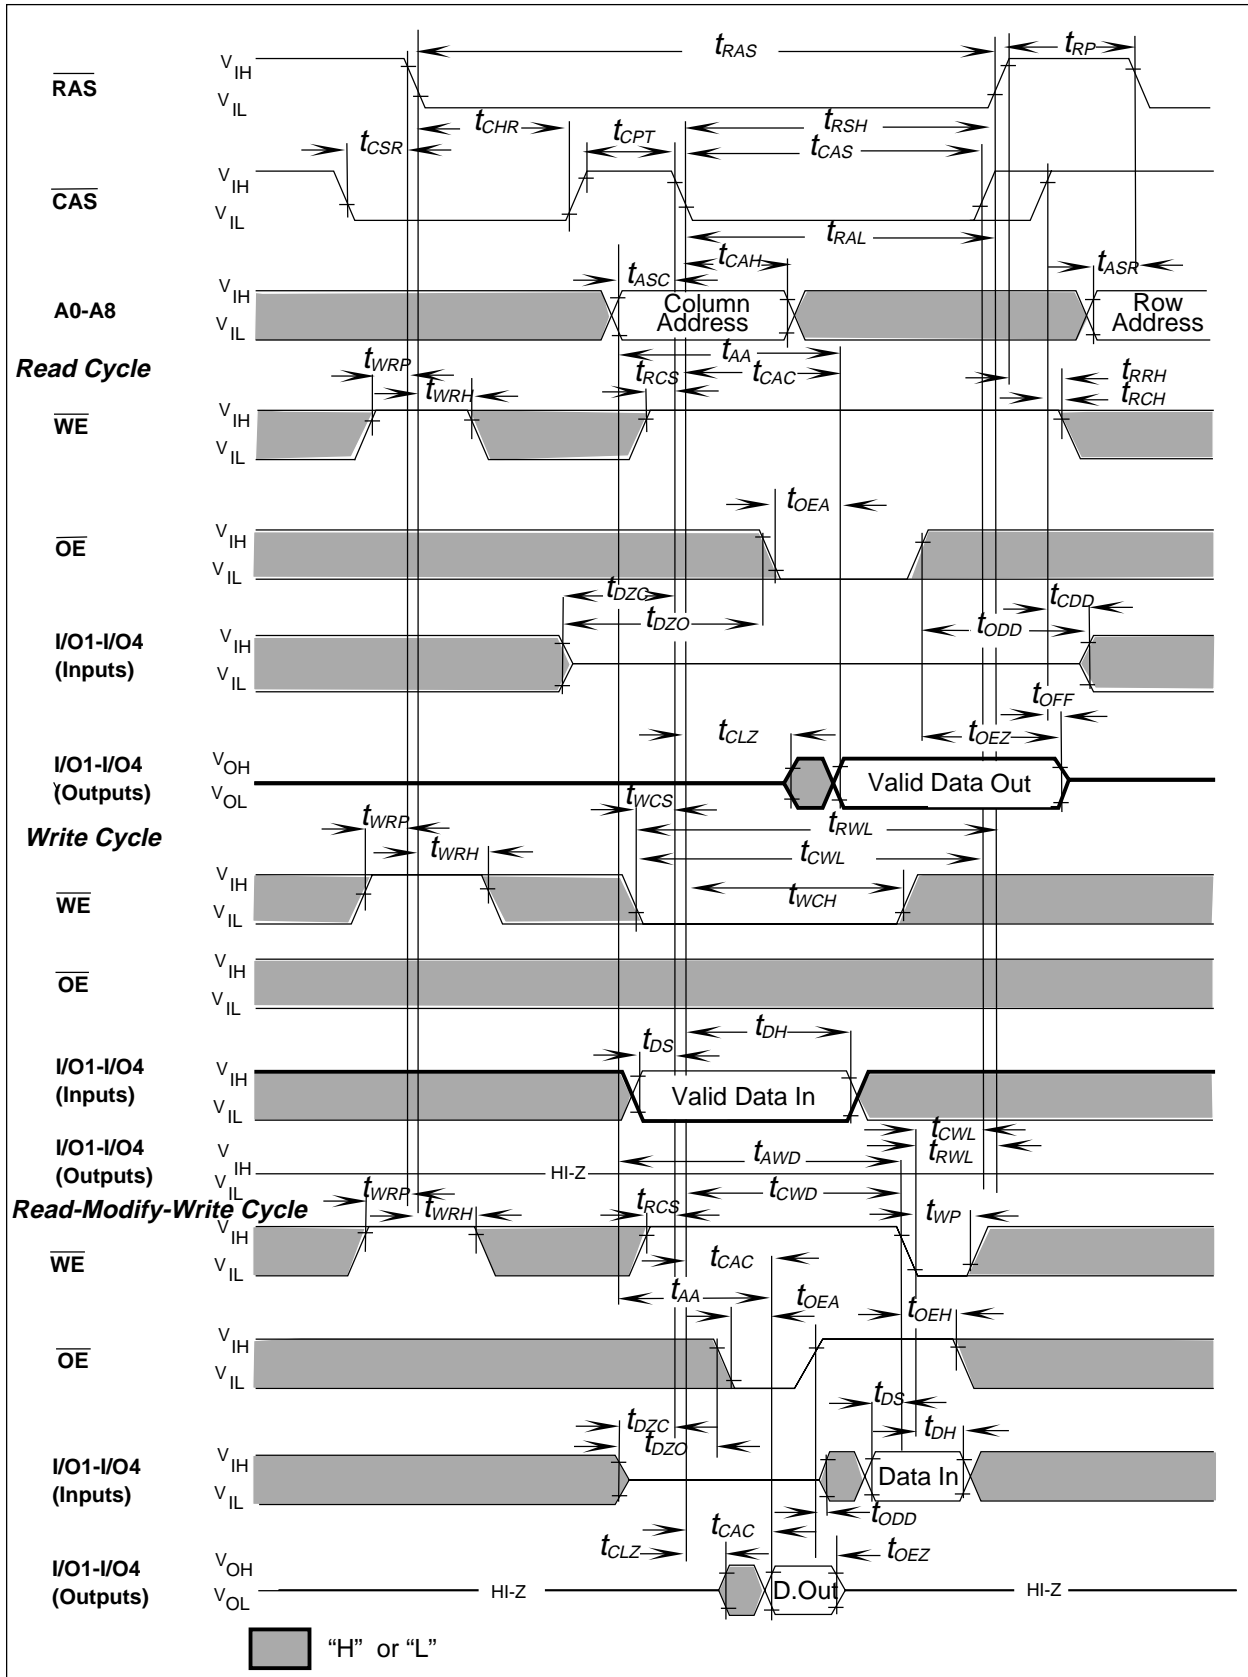 tRAS
tRP
RAS
VIH
VIL
tCHR
tCPT
tRSH
tCSR
tCAS
CAS
VIH
VIL
tRAL
tASC
tCAH
tASR
A0-A8
VIH
VIL
Column
Address
Row
Address
Read Cycle
tWRP
tWRH
tAA
tRCS
tCAC
tRRH
tRCH
WE
VIH
VIL
tOEA
OE
VIH
VIL
tDZC
tDZO
tCDD
tODD
I/O1-I/O4
(Inputs)
VIH
VIL
tOFF
tCLZ
tOEZ
I/O1-I/O4
(Outputs)
VOH
VOL
Valid Data Out
tWCS
Write Cycle
tWRP
tWRH
tRWL
tCWL
tWCH
WE
VIH
VIL
OE
VIH
VIL
tDS
tDH
I/O1-I/O4
(Inputs)
VIH
VIL
Valid Data In
tCWL
tRWL
I/O1-I/O4
(Outputs)
VIH
VIL
HI-Z
tAWD
Read-Modify-Write Cycle
tWRP
tWRH
tRCS
tCWD
tWP
WE
VIH
VIL
tCAC
tAA
tOEA
tOEH
OE
VIH
VIL
tDS
tDZC
tDZO
tDH
I/O1-I/O4
(Inputs)
VIH
VIL
Data In
tODD
tCAC
tCLZ
tOEZ
I/O1-I/O4
(Outputs)
VOH
VOL
HI-Z
D.Out
HI-Z
“H” or “L”